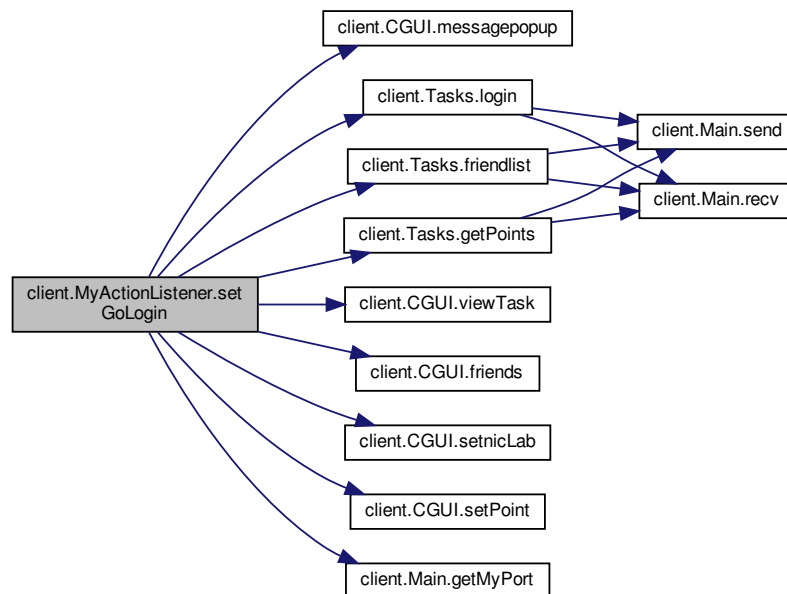 client.CGUI.messagepopup
client.Tasks.login
client.Main.send
client.Tasks.friendlist
client.Main.recv
client.Tasks.getPoints
client.MyActionListener.set
GoLogin
client.CGUI.viewTask
client.CGUI.friends
client.CGUI.setnicLab
client.CGUI.setPoint
client.Main.getMyPort